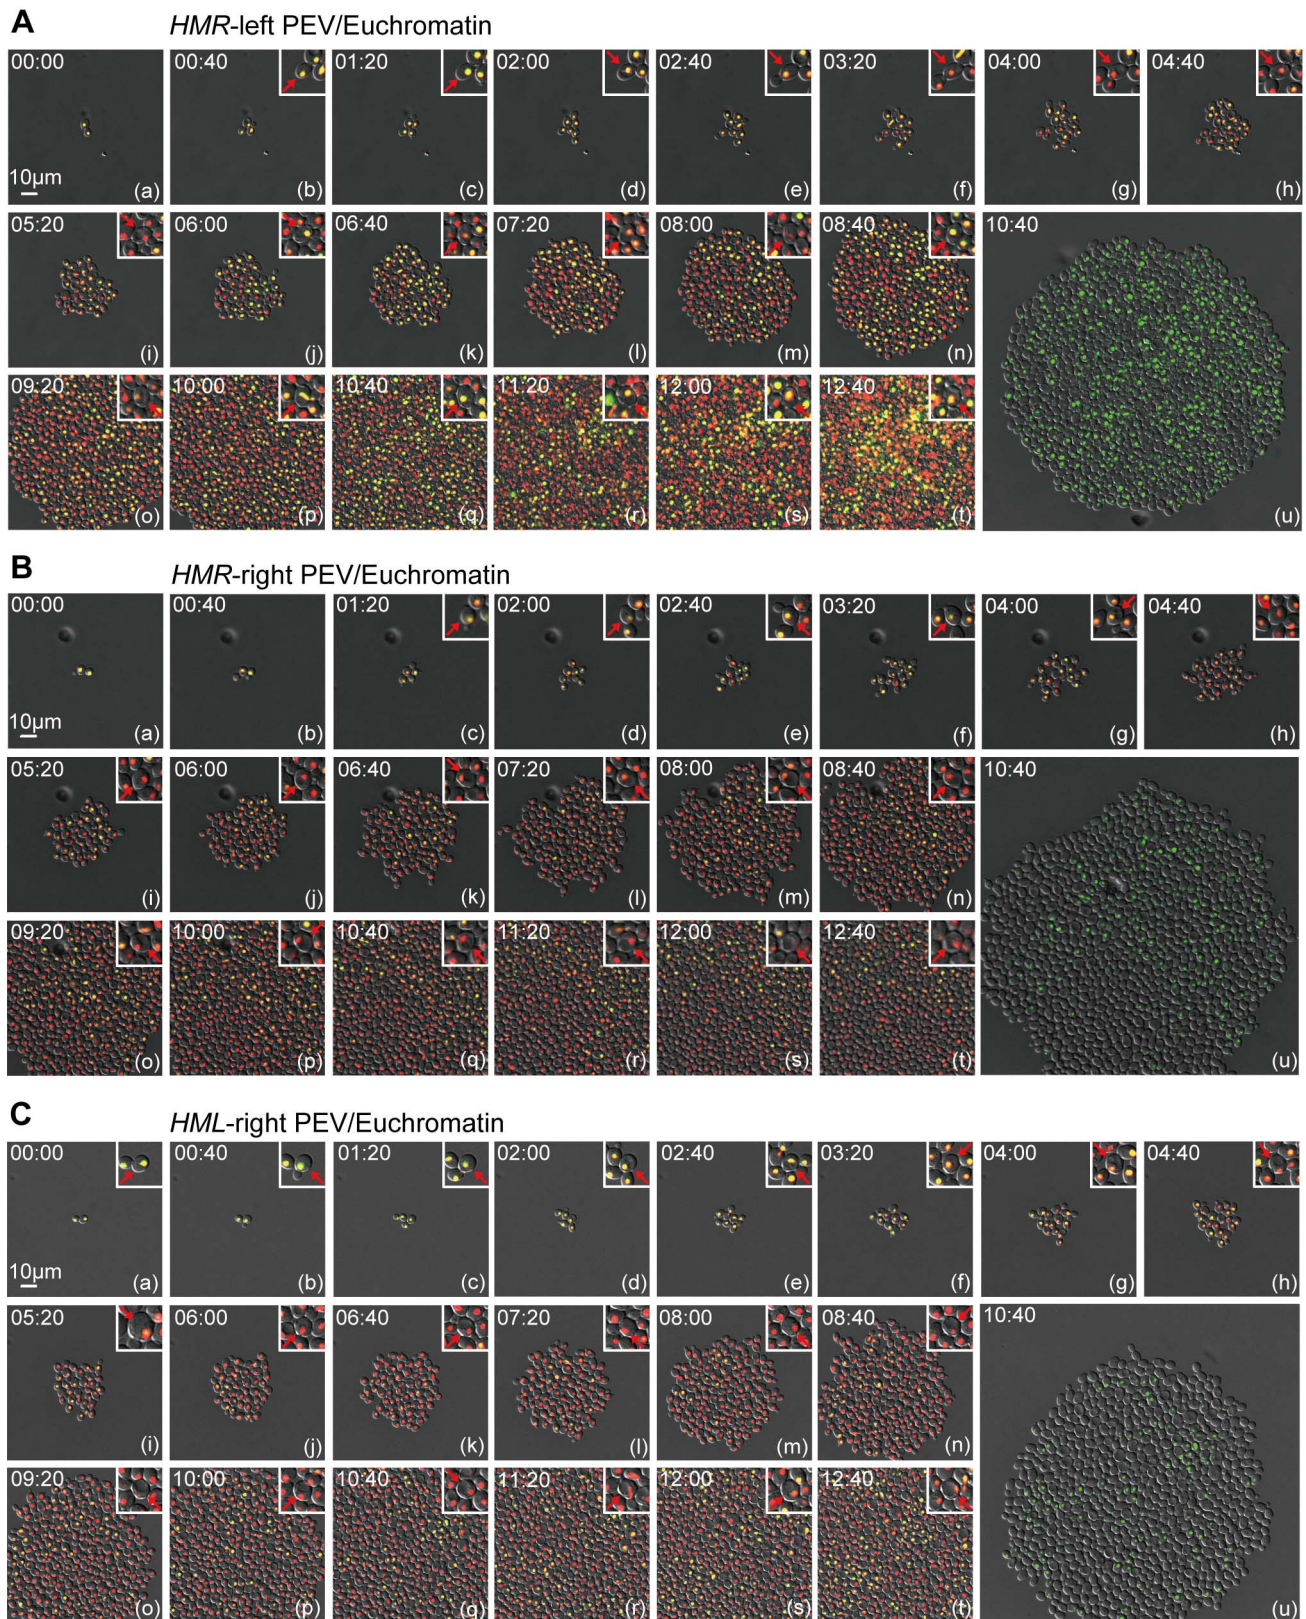 A
HMR-left PEV/Euchromatin
00:00 00:40 01:20 02:00 02:40 03:20 04:00 04:40
10μm
(a) (b) (c) (d) (e) (f) (g) (h)
05:20 06:00 06:40 07:20 08:00 08:40 10:40
(i) (j) (k) (l) (m) (n)
09:20 10:00 10:40 11:20 12:00 12:40
(o) (p) (q) (r) (s) (t) (u)
B
HMR-right PEV/Euchromatin
00:00 00:40 01:20 02:00 02:40 03:20 04:00 04:40
10μm
(a) (b) (c) (d) (e) (f) (g) (h)
05:20 06:00 06:40 07:20 08:00 08:40 10:40
(i) (j) (k) (l) (m) (n)
09:20 10:00 10:40 11:20 12:00 12:40
(o) (p) (q) (r) (s) (t) (u)
C
HML-right PEV/Euchromatin
00:00 00:40 01:20 02:00 02:40 03:20 04:00 04:40
10μm
(a) (b) (c) (d) (e) (f) (g) (h)
05:20 06:00 06:40 07:20 08:00 08:40 10:40
(i) (j) (k) (l) (m) (n)
09:20 10:00 10:40 11:20 12:00 12:40
(o) (p) (q) (r) (s) (t) (u)